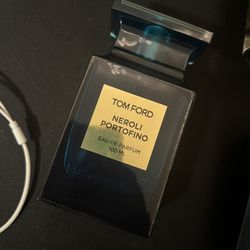 TOM FORD
NEROLI
PORTOFINO
EAU DE PARFUM
100 ML